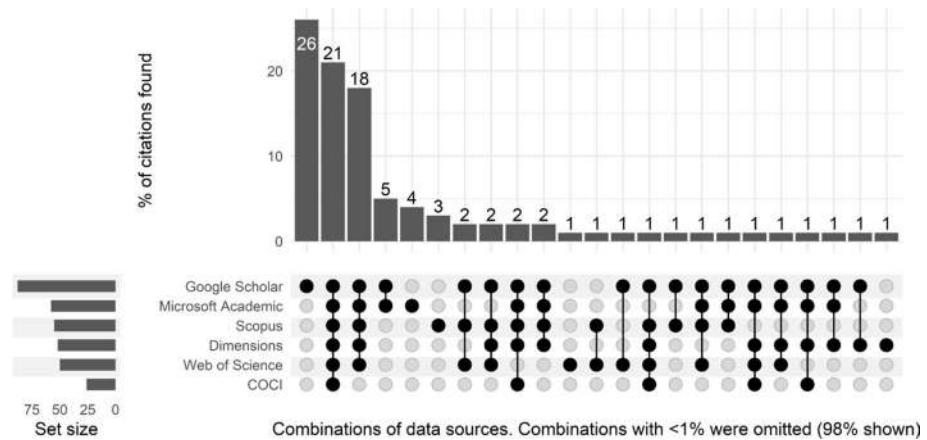 % of citations found
26
21
18
5
4
3
2
2
2
2
1
1
1
1
1
1
1
1
1
1
1
1
1
20
10
0
Google Scholar
Microsoft Academic
Scopus
Dimensions
Web of Science
COCI
75 50 25 0
Set size
Combinations of data sources. Combinations with <1% were omitted (98% shown)